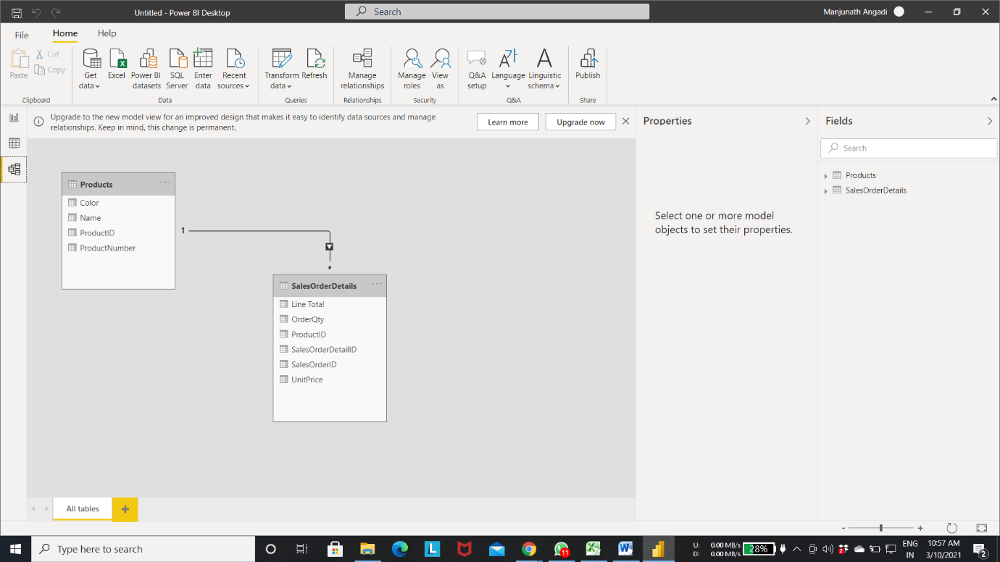 Untitled - Power BI Desktop
Search
Manjunath Angadi
File
Home
Help
Paste
Cut
Copy
Get data
Excel
Power BI datasets
SQL Server
Enter data
Recent sources
Transform data
Refresh
Manage relationships
Manage roles
View as
Q&A setup
Language
Linguistic schema
Publish
Clipboard
Data
Queries
Relationships
Security
Q&A
Share
Upgrade to the new model view for an improved design that makes it easy to identify data sources and manage
relationships. Keep in mind, this change is permanent.
Learn more
Upgrade now
Products
Color
Name
ProductID
ProductNumber
1
*
SalesOrderDetails
Line Total
OrderQty
ProductID
SalesOrderDetailID
SalesOrderID
UnitPrice
Properties
Select one or more model
objects to set their properties.
Fields
Search
Products
SalesOrderDetails
All tables
+
- +
Type here to search
L
11
W
U: 0.00 MB/s
D: 0.00 MB/s
28%
ENG
IN
10:57 AM
3/10/2021
2